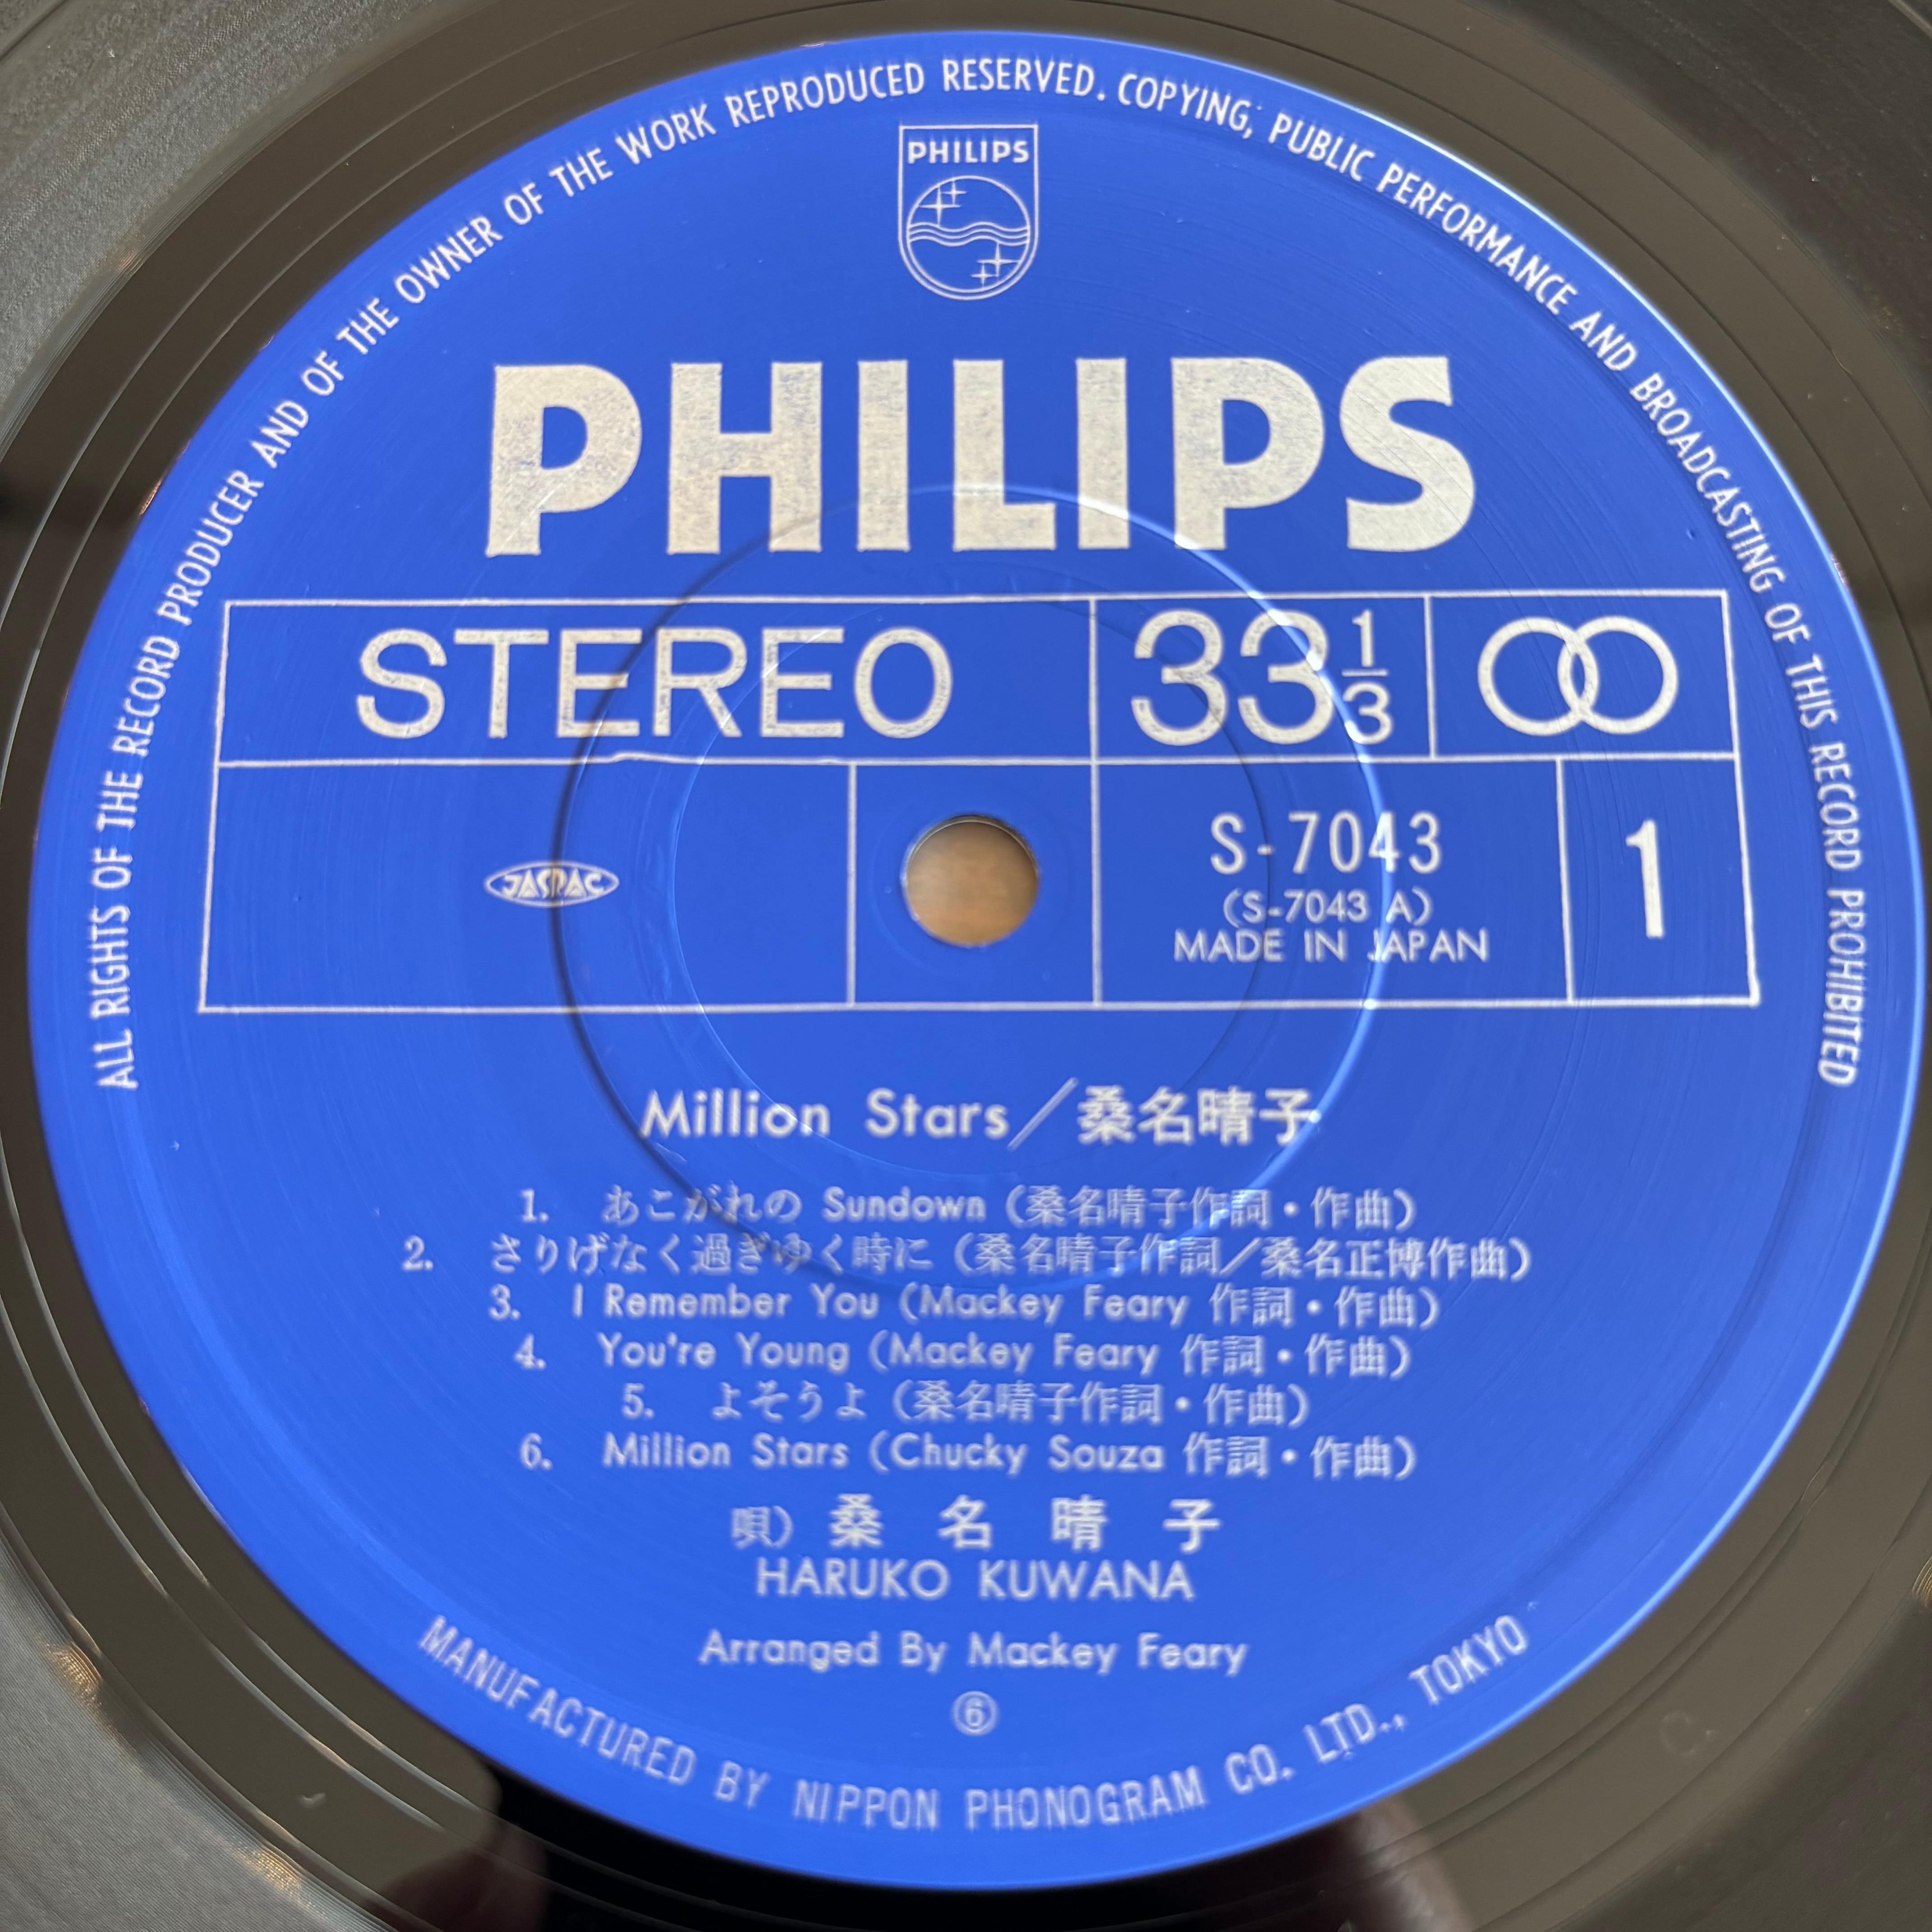 ALL RIGHTS OF THE RECORD PRODUCER AND OF THE OWNER OF THE WORK REPRODUCED RESERVED. COPYING, PUBLIC PERFORMANCE AND BROADCASTING OF THIS RECORD PROHIBITED
PHILIPS
PHILIPS
STEREO 33 1/3
JASRAC
S-7043
(S-7043 A)
MADE IN JAPAN
1
Million Stars／桑名晴子
1. あこがれの Sundown (桑名晴子作詞・作曲)
2. さりげなく過ぎゆく時に (桑名晴子作詞／桑名正博作曲)
3. I Remember You (Mackey Feary 作詞・作曲)
4. You're Young (Mackey Feary 作詞・作曲)
5. よそうよ (桑名晴子作詞・作曲)
6. Million Stars (Chucky Souza 作詞・作曲)
唄) 桑名晴子
HARUKO KUWANA
Arranged By Mackey Feary
⑥
MANUFACTURED BY NIPPON PHONOGRAM CO. LTD., TOKYO